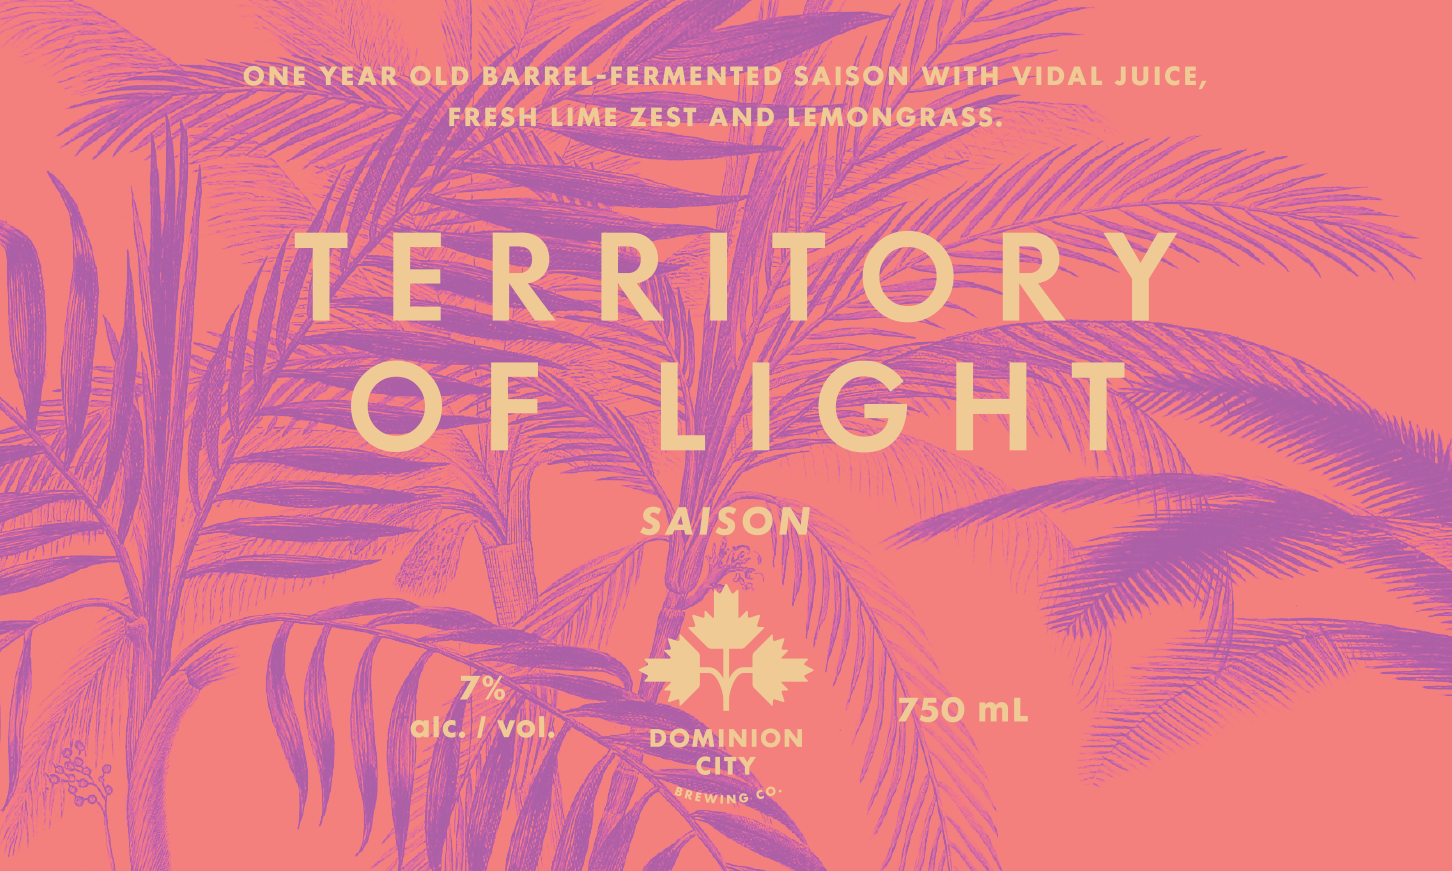 ONE YEAR OLD BARREL-FERMENTED SAISON WITH VIDAL JUICE,
FRESH LIME ZEST AND LEMONGRASS.
TERRITORY
OF LIGHT
SAISON
7%
alc. / vol.
750 mL
DOMINION
CITY
BREWING CO.